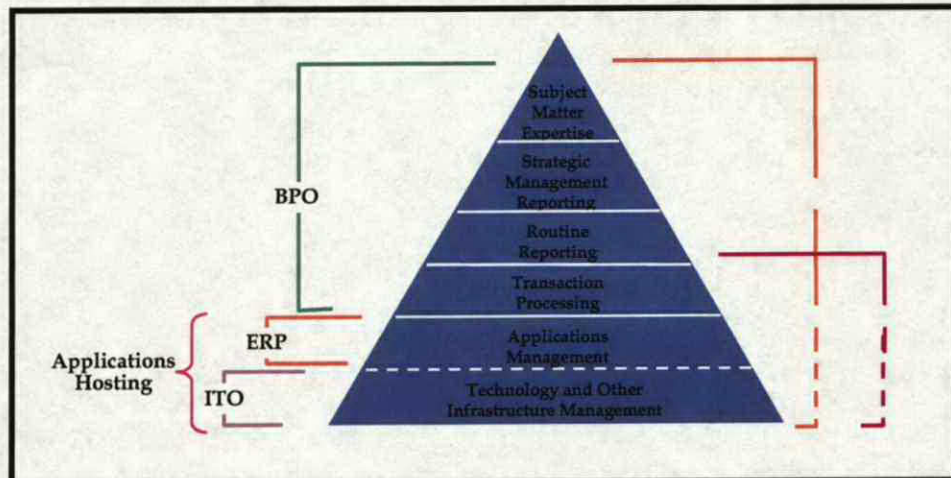 Subject
Matter
Expertise
Strategic
Management
Reporting
BPO
Routine
Reporting
Transaction
Processing
ERP
Applications
Management
Applications
Hosting
ITO
Technology and Other
Infrastructure Management